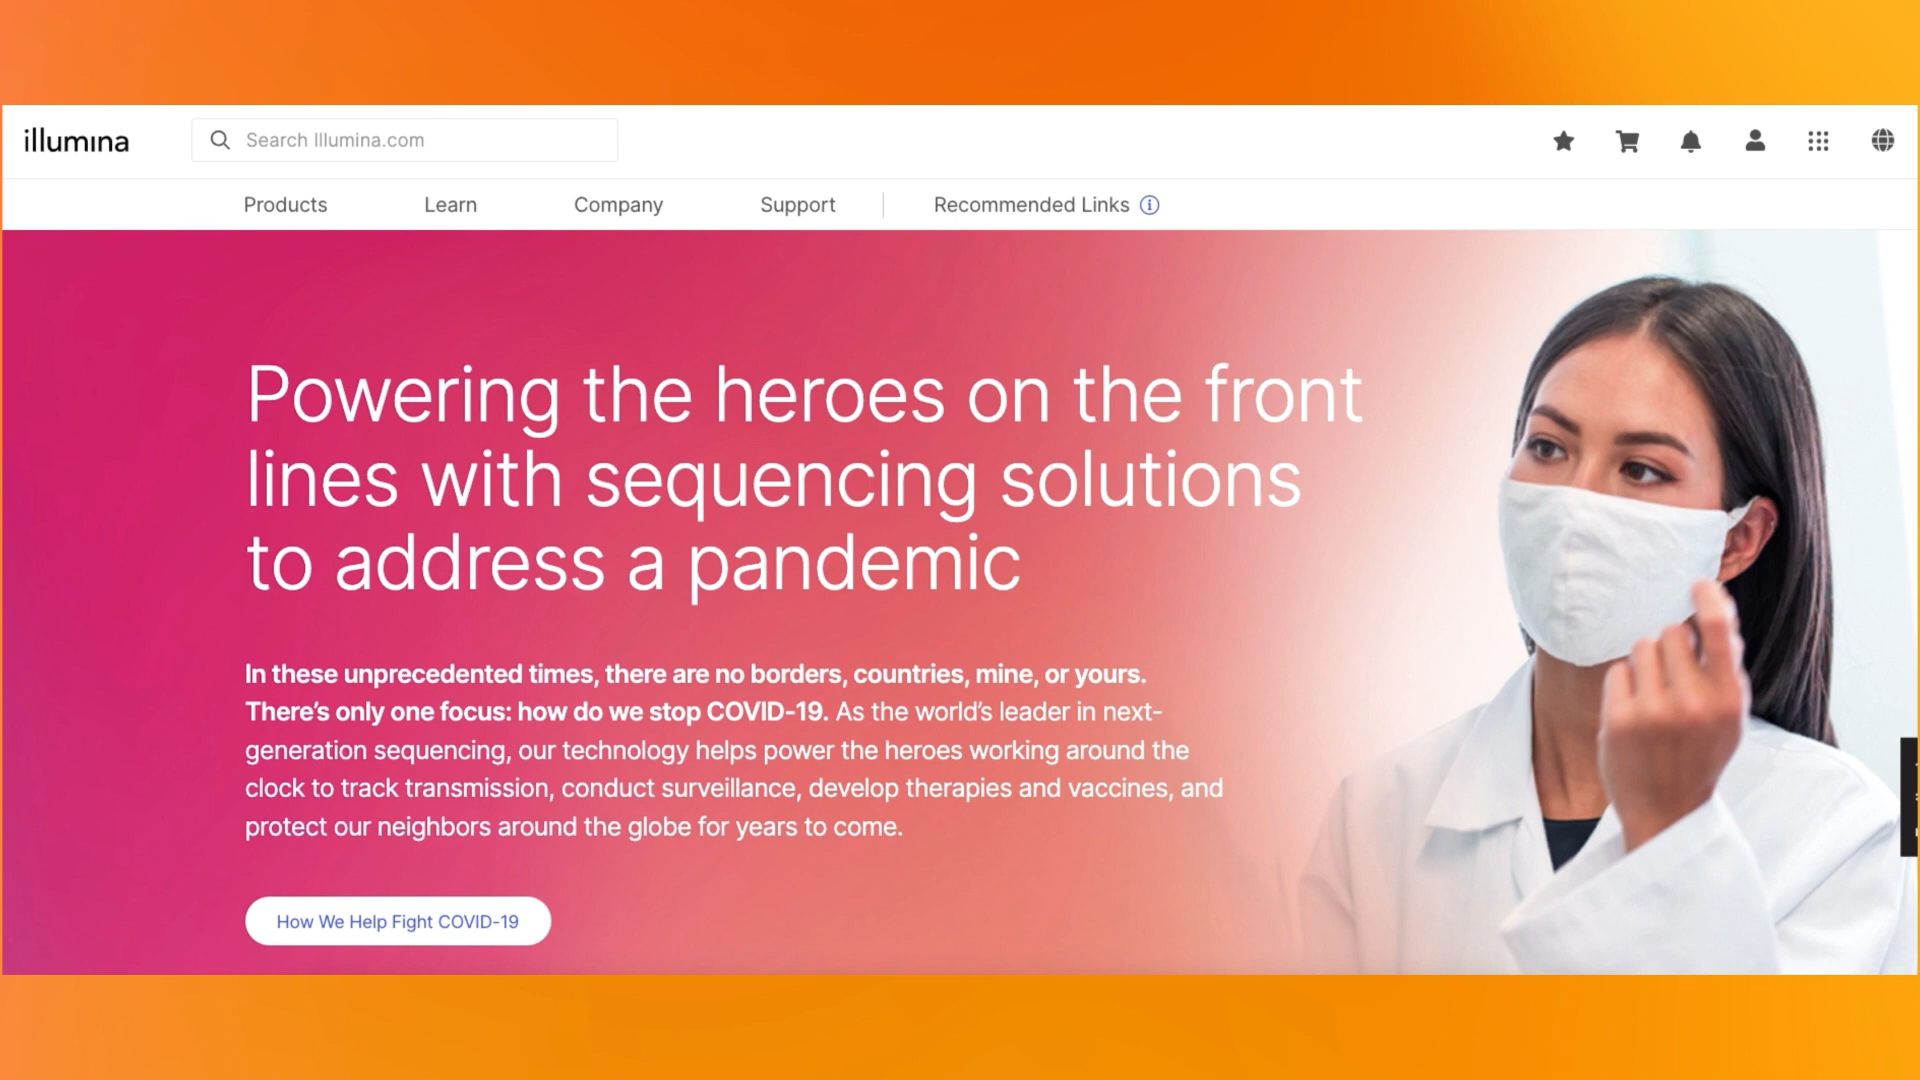 illumına
Search Illumina.com
Products Learn Company Support Recommended Links
Powering the heroes on the front
lines with sequencing solutions
to address a pandemic
In these unprecedented times, there are no borders, countries, mine, or yours.
There’s only one focus: how do we stop COVID-19. As the world’s leader in next-
generation sequencing, our technology helps power the heroes working around the
clock to track transmission, conduct surveillance, develop therapies and vaccines, and
protect our neighbors around the globe for years to come.
How We Help Fight COVID-19